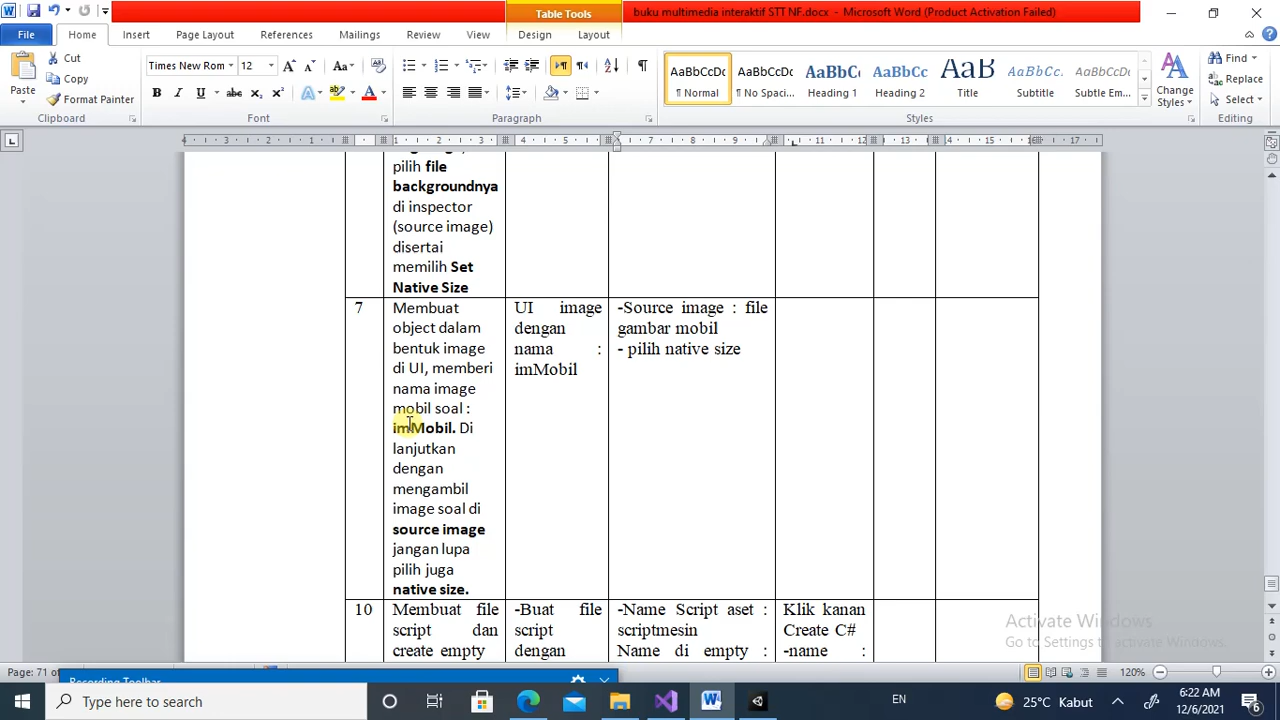 buku multimedia interaktif STT NF.docx - Microsoft Word (Product Activation Failed)
Table Tools
File Home Insert Page Layout References Mailings Review View Design Layout
Paste
Cut
Copy
Format Painter
Clipboard
Times New Rom 12
Font
Paragraph
AaBbCcDc AaBbCcDc AaBbC AaBbCc AaB AaBbCc. AaBbCcDc
¶ Normal ¶ No Spaci... Heading 1 Heading 2 Title Subtitle Subtle Em...
Styles
Change
Styles
Find
Replace
Select
Editing
pilih file
backgroundnya
di inspector
(source image)
disertai
memilih Set
Native Size
7
Membuat
object dalam
bentuk image
di UI, memberi
nama image
mobil soal :
imMobil. Di
lanjutkan
dengan
mengambil
image soal di
source image
jangan lupa
pilih juga
native size.
UI image
dengan
nama :
imMobil
-Source image : file
gambar mobil
- pilih native size
10
Membuat file
script dan
create empty
-Buat file
script
dengan
-Name Script aset :
scriptmesin
Name di empty :
Klik kanan
Create C#
-name :
Activate Windows
Go to Settings to activate Windows.
Page: 71 of
Recording Toolbar
120%
Type here to search
EN
25°C Kabut
6:22 AM
12/6/2021
6